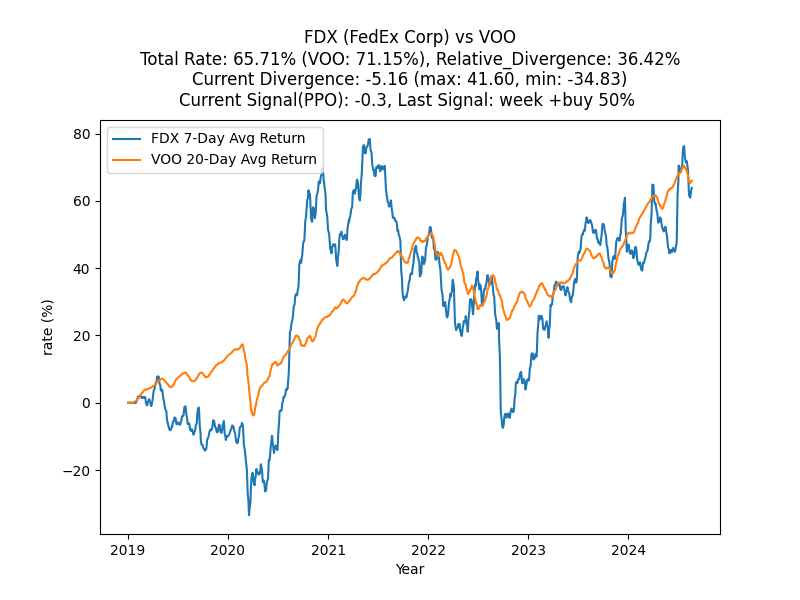 FDX (FedEx Corp) vs VOO
Total Rate: 65.71% (VOO: 71.15%), Relative_Divergence: 36.42%
Current Divergence: -5.16 (max: 41.60, min: -34.83)
Current Signal(PPO): -0.3, Last Signal: week +buy 50%
FDX 7-Day Avg Return
VOO 20-Day Avg Return
80
60
40
20
0
−20
rate (%)
2019 2020 2021 2022 2023 2024
Year